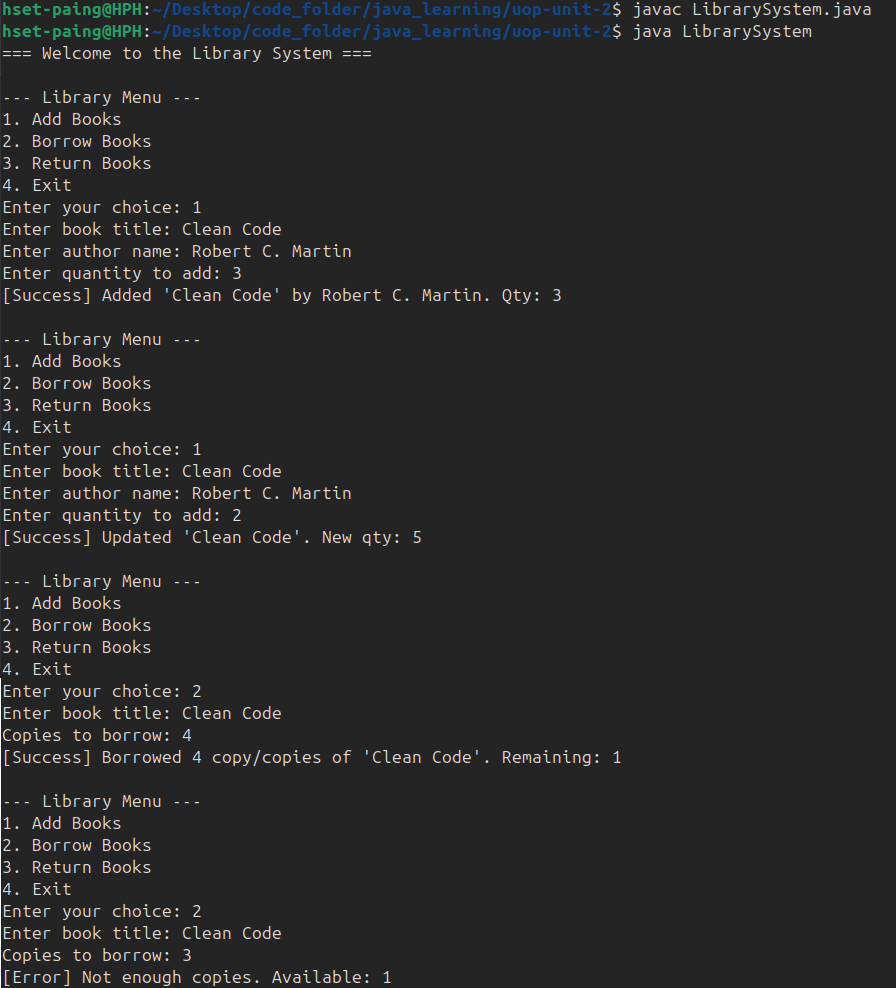 hset-paing@HPH:~/Desktop/code_folder/java_learning/uop-unit-2$ javac LibrarySystem.java
hset-paing@HPH:~/Desktop/code_folder/java_learning/uop-unit-2$ java LibrarySystem
=== Welcome to the Library System ===

--- Library Menu ---
1. Add Books
2. Borrow Books
3. Return Books
4. Exit
Enter your choice: 1
Enter book title: Clean Code
Enter author name: Robert C. Martin
Enter quantity to add: 3
[Success] Added 'Clean Code' by Robert C. Martin. Qty: 3

--- Library Menu ---
1. Add Books
2. Borrow Books
3. Return Books
4. Exit
Enter your choice: 1
Enter book title: Clean Code
Enter author name: Robert C. Martin
Enter quantity to add: 2
[Success] Updated 'Clean Code'. New qty: 5

--- Library Menu ---
1. Add Books
2. Borrow Books
3. Return Books
4. Exit
Enter your choice: 2
Enter book title: Clean Code
Copies to borrow: 4
[Success] Borrowed 4 copy/copies of 'Clean Code'. Remaining: 1

--- Library Menu ---
1. Add Books
2. Borrow Books
3. Return Books
4. Exit
Enter your choice: 2
Enter book title: Clean Code
Copies to borrow: 3
[Error] Not enough copies. Available: 1